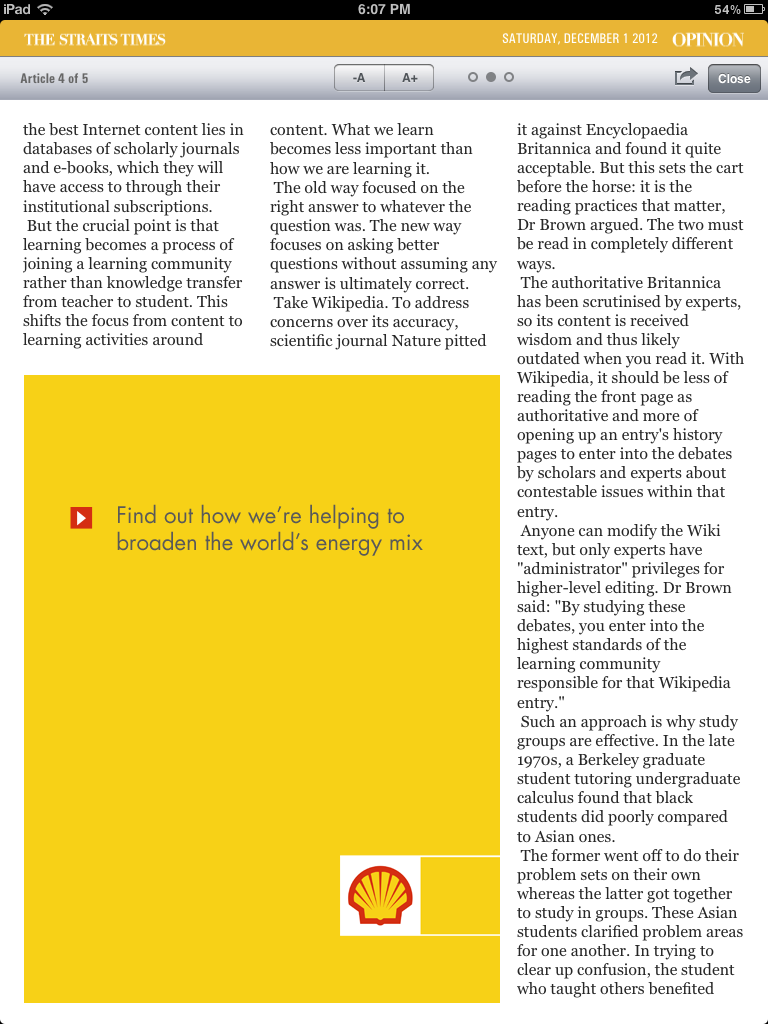 iPad
6:07 PM
54%
THE STRAITS TIMES
SATURDAY, DECEMBER 1 2012
OPINION
Article 4 of 5
-A
A+
Close
the best Internet content lies in
databases of scholarly journals
and e-books, which they will
have access to through their
institutional subscriptions.
But the crucial point is that
learning becomes a process of
joining a learning community
rather than knowledge transfer
from teacher to student. This
shifts the focus from content to
learning activities around
content. What we learn
becomes less important than
how we are learning it.
The old way focused on the
right answer to whatever the
question was. The new way
focuses on asking better
questions without assuming any
answer is ultimately correct.
Take Wikipedia. To address
concerns over its accuracy,
scientific journal Nature pitted
it against Encyclopaedia
Britannica and found it quite
acceptable. But this sets the cart
before the horse: it is the
reading practices that matter,
Dr Brown argued. The two must
be read in completely different
ways.
The authoritative Britannica
has been scrutinised by experts,
so its content is received
wisdom and thus likely
outdated when you read it. With
Wikipedia, it should be less of
reading the front page as
authoritative and more of
opening up an entry's history
pages to enter into the debates
by scholars and experts about
contestable issues within that
entry.
Anyone can modify the Wiki
text, but only experts have
"administrator" privileges for
higher-level editing. Dr Brown
said: "By studying these
debates, you enter into the
highest standards of the
learning community
responsible for that Wikipedia
entry."
Such an approach is why study
groups are effective. In the late
1970s, a Berkeley graduate
student tutoring undergraduate
calculus found that black
students did poorly compared
to Asian ones.
The former went off to do their
problem sets on their own
whereas the latter got together
to study in groups. These Asian
students clarified problem areas
for one another. In trying to
clear up confusion, the student
who taught others benefited
Find out how we're helping to
broaden the world's energy mix